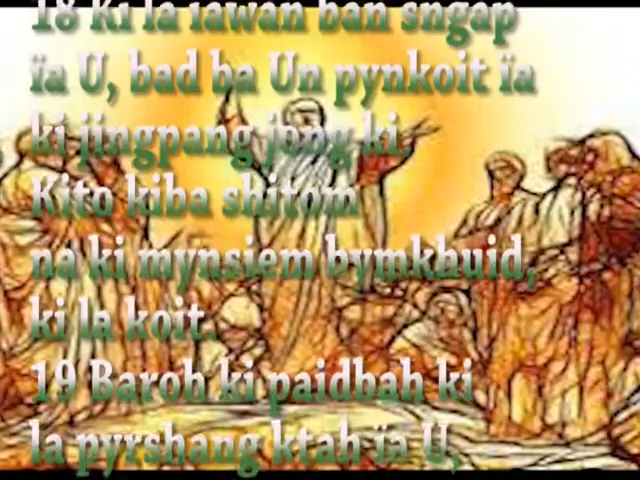 18 Ki la ïawan ban sngap
ïa U, bad ba Un pynkoit ïa
ki jingpang jong ki.
Kito kiba shitom
na ki mynsiem bymkhuid,
ki la koit.
19 Baroh ki paidbah ki
la pyrshang ktah ïa U,